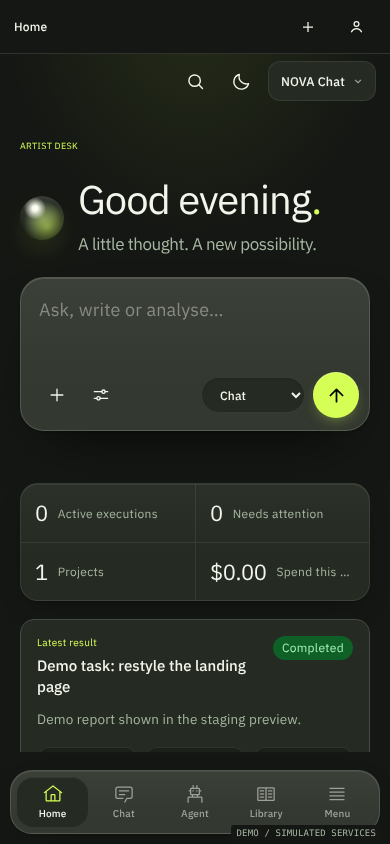 Home
NOVA Chat
ARTIST DESK
Good evening.
A little thought. A new possibility.
Ask, write or analyse...
Chat
0 Active executions
0 Needs attention
1 Projects
$0.00 Spend this ...
Latest result
Completed
Demo task: restyle the landing
page
Demo report shown in the staging preview.
Home
Chat
Agent
Library
Menu
DEMO / SIMULATED SERVICES